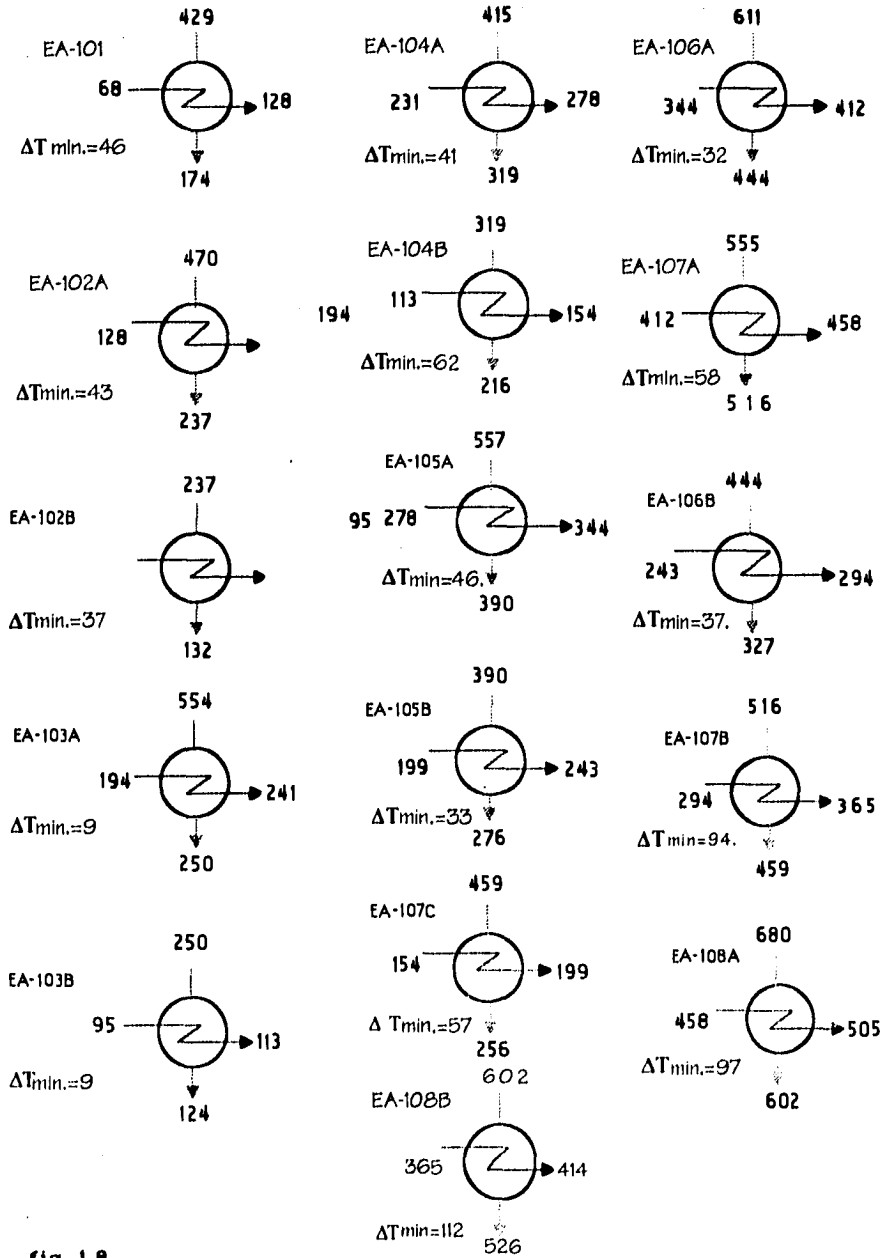 429
EA-101
68
128
ΔT min.=46
174
415
EA-104A
231
278
ΔTmin.=41
319
611
EA-106A
344
412
ΔTmin.=32
444
470
EA-102A
128
194
ΔTmin.=43
237
319
EA-104B
113
154
ΔTmin.=62
216
555
EA-107A
412
458
ΔTmin.=58
516
237
EA-102B
95
ΔTmin.=37
132
557
EA-105A
278
344
ΔTmin=46.
390
444
EA-106B
243
294
ΔTmin=37.
327
554
EA-103A
194
241
ΔTmin.=9
250
390
EA-105B
199
243
ΔTmin.=33
276
516
EA-107B
294
365
ΔTmin=94.
459
250
EA-103B
95
113
ΔTmin.=9
124
459
EA-107C
154
199
Δ Tmin.=57
256
680
EA-108A
458
505
ΔTmin.=97
602
602
EA-108B
365
414
ΔTmin=112
526
fig. 1.8